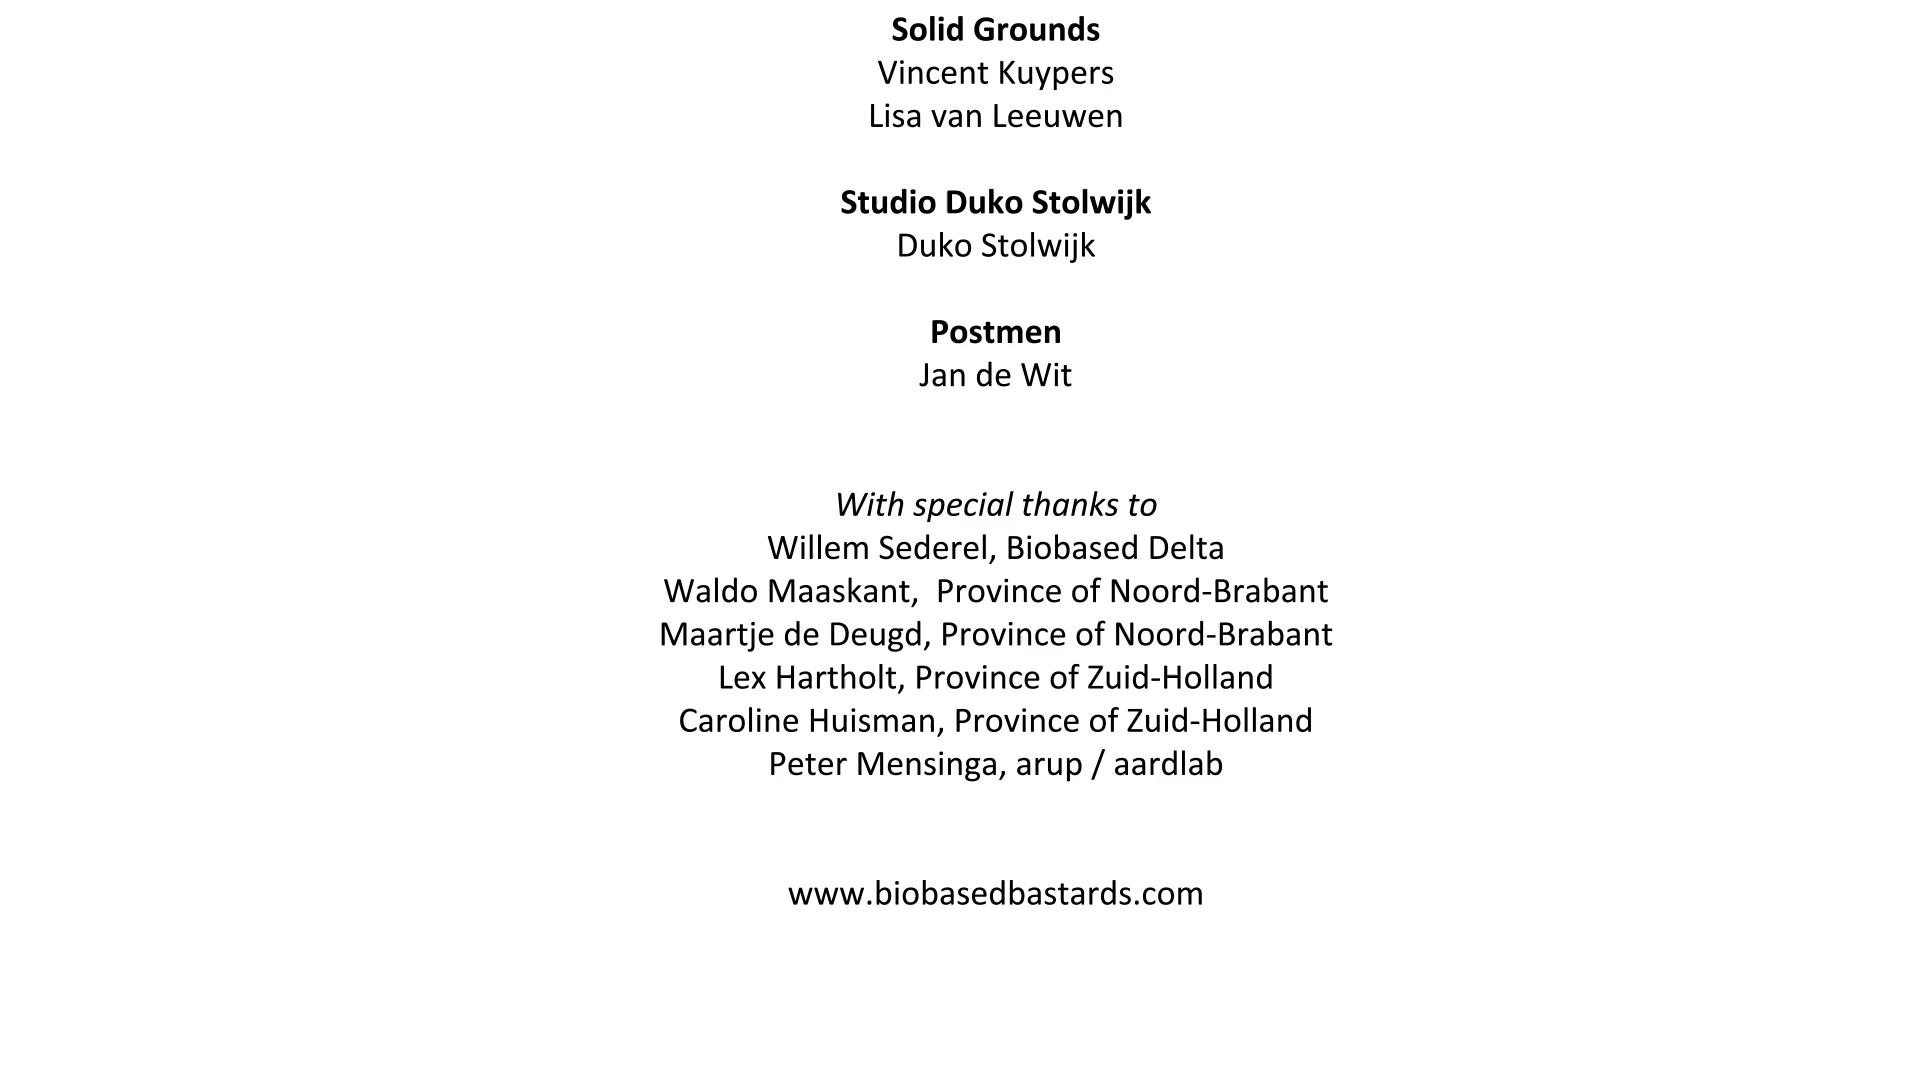 Solid Grounds
Vincent Kuypers
Lisa van Leeuwen
Studio Duko Stolwijk
Duko Stolwijk
Postmen
Jan de Wit
With special thanks to
Willem Sederel, Biobased Delta
Waldo Maaskant,  Province of Noord-Brabant
Maartje de Deugd, Province of Noord-Brabant
Lex Hartholt, Province of Zuid-Holland
Caroline Huisman, Province of Zuid-Holland
Peter Mensinga, arup / aardlab
www.biobasedbastards.com